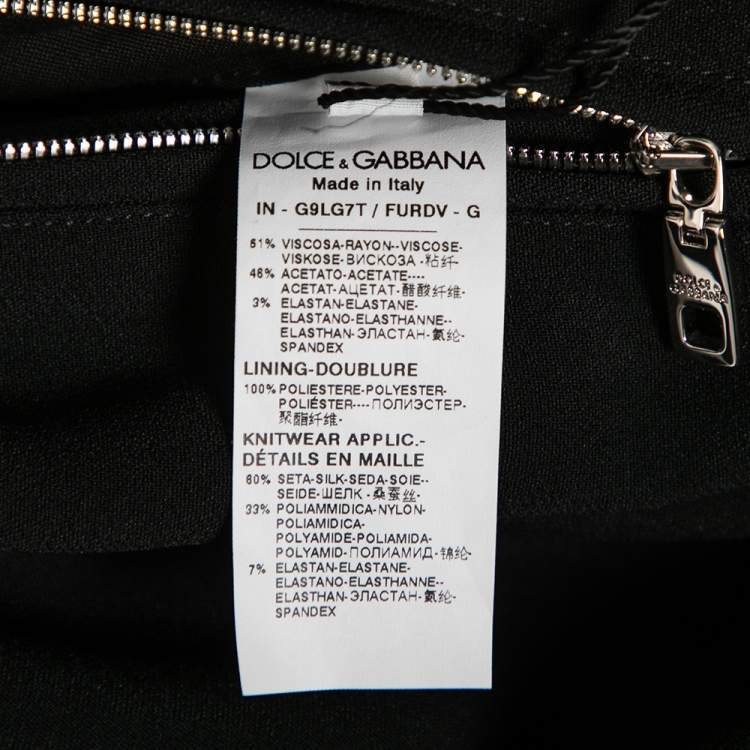 DOLCE & GABBANA
Made in Italy
IN - G9LG7T / FURDV - G
51% VISCOSA-RAYON--VISCOSE-
VISKOSE-ВИСКОЗА -粘纤-
46% ACETATO-ACETATE----
ACETAT-АЦЕТАТ-醋酸纤维-
3% ELASTAN-ELASTANE-
ELASTANO-ELASTHANNE--
ELASTHAN-ЭЛАСТАН-氨纶-
SPANDEX
LINING-DOUBLURE
100% POLIESTERE-POLYESTER-
POLIÉSTER----ПОЛИЭСТЕР-
聚酯纤维-
KNITWEAR APPLIC.-
DÉTAILS EN MAILLE
60% SETA-SILK-SEDA-SOIE--
SEIDE-ШЕЛК -桑蚕丝-
33% POLIAMMIDICA-NYLON-
POLIAMIDICA-
POLYAMIDE-POLIAMIDA-
POLYAMID-ПОЛИАМИД-锦纶-
7% ELASTAN-ELASTANE-
ELASTANO-ELASTHANNE--
ELASTHAN-ЭЛАСТАН-氨纶-
SPANDEX
DOLCE &
GABBANA